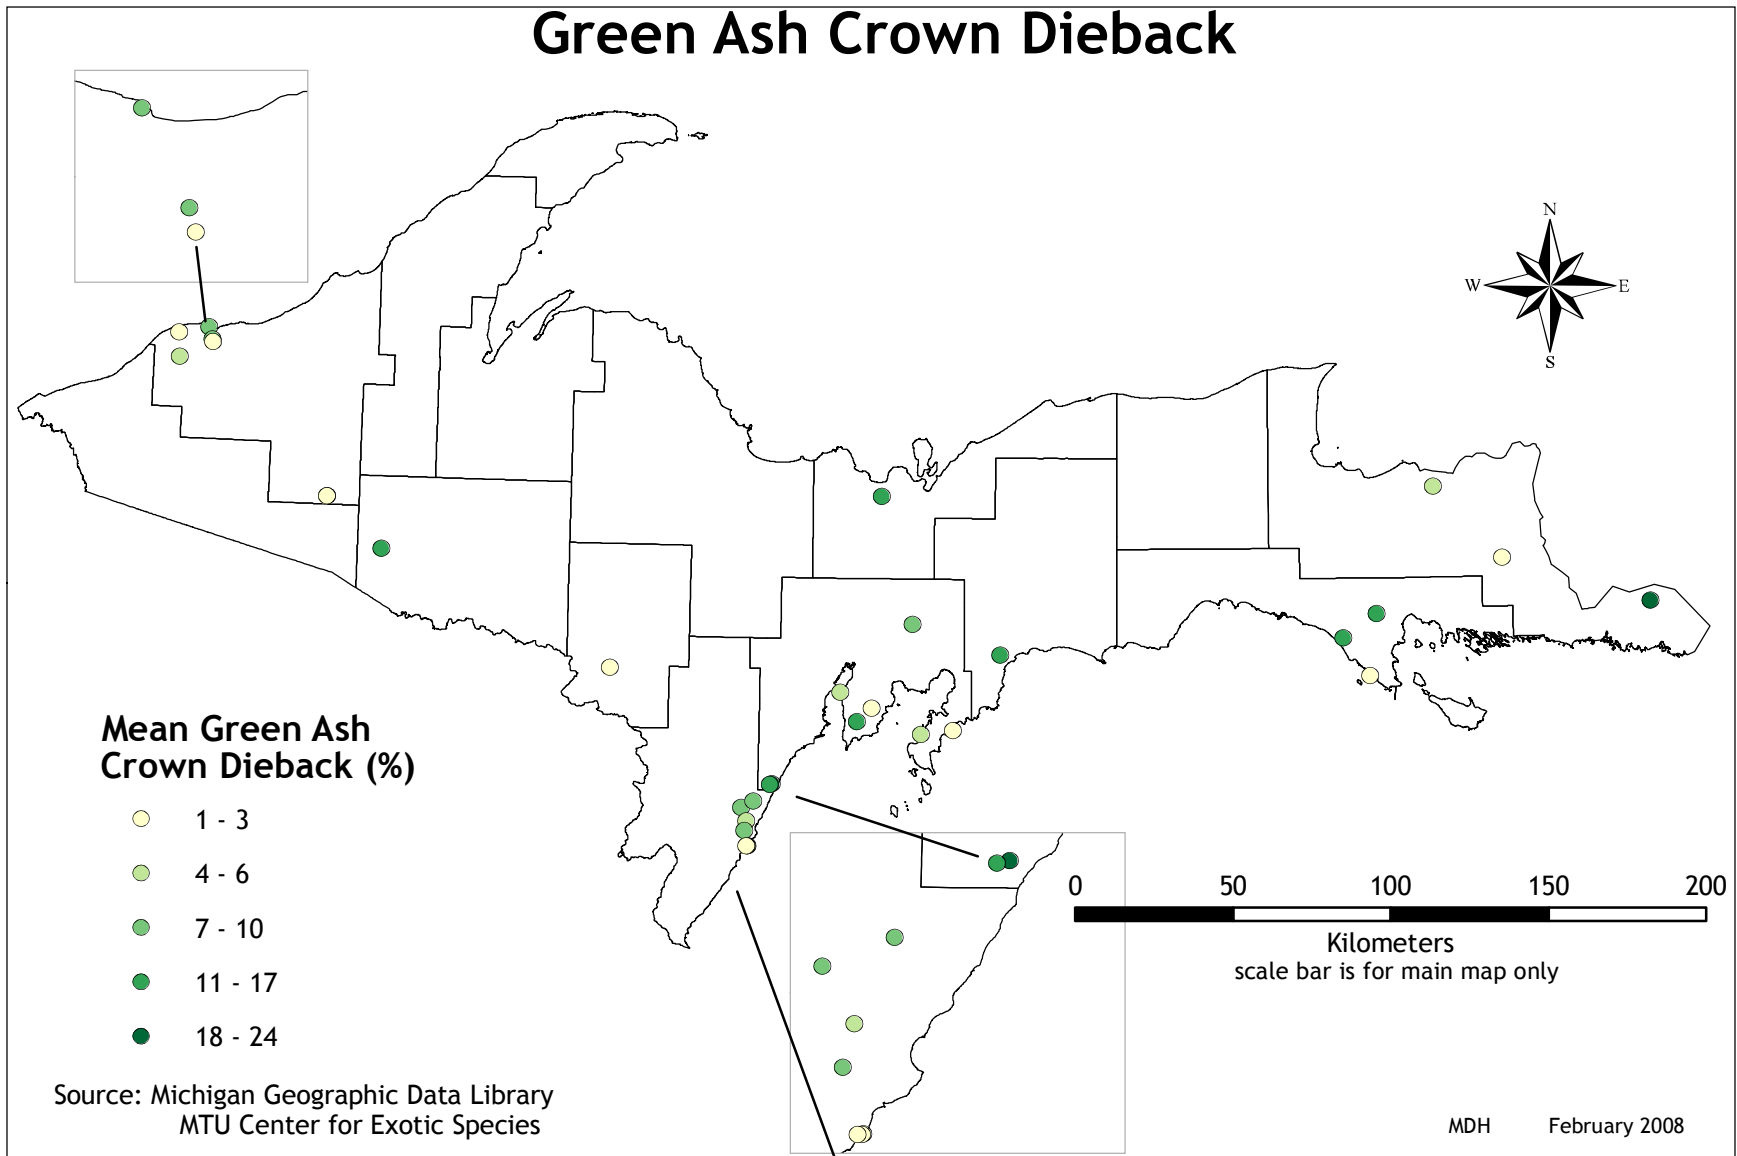 Green Ash Crown Dieback
N
W
E
S
Mean Green Ash
Crown Dieback (%)
1 - 3
4 - 6
7 - 10
11 - 17
18 - 24
0 50 100 150 200
Kilometers
scale bar is for main map only
Source: Michigan Geographic Data Library
MTU Center for Exotic Species
MDH February 2008